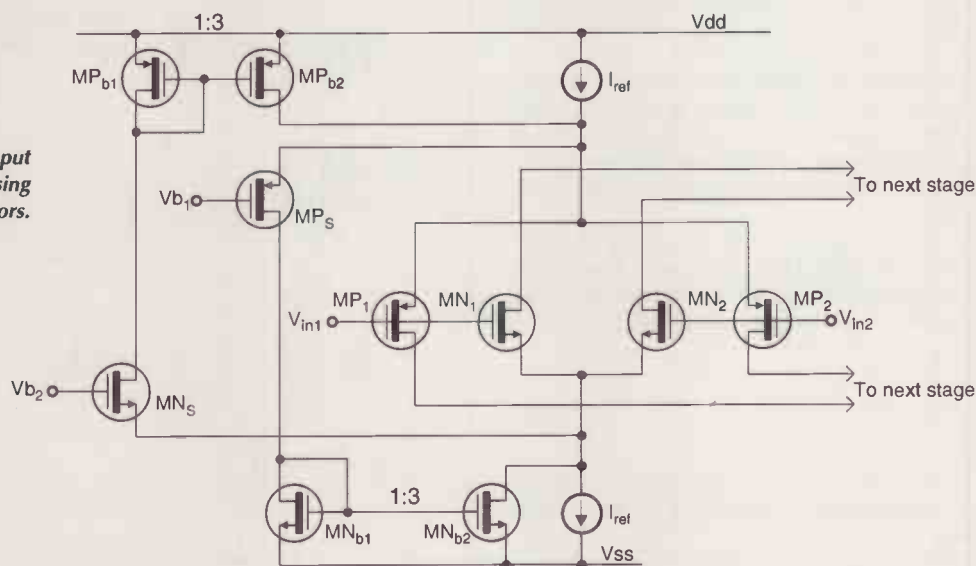 1:3
Vdd
MPb1
MPb2
Iref
put
sing
ors.
Vb1
MPS
To next stage
MP1
MN1
MN2
MP2
Vin1
Vin2
Vb2
MNS
To next stage
1:3
MNb1
MNb2
Iref
Vss